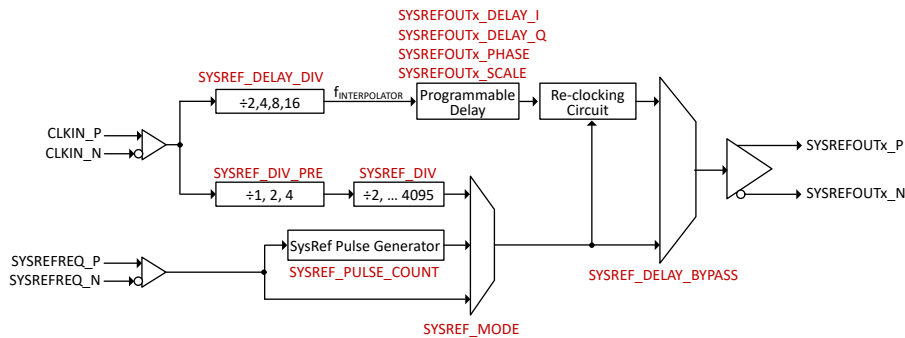 SYSREFOUTx_DELAY_I
SYSREFOUTx_DELAY_Q
SYSREFOUTx_PHASE
SYSREFOUTx_SCALE
SYSREF_DELAY_DIV
÷2,4,8,16
fINTERPOLATOR
Programmable
Delay
Re-clocking
Circuit
CLKIN_P
CLKIN_N
SYSREFOUTx_P
SYSREFOUTx_N
SYSREF_DIV_PRE
SYSREF_DIV
÷1, 2, 4
÷2, ... 4095
SysRef Pulse Generator
SYSREF_PULSE_COUNT
SYSREFREQ_P
SYSREFREQ_N
SYSREF_DELAY_BYPASS
SYSREF_MODE